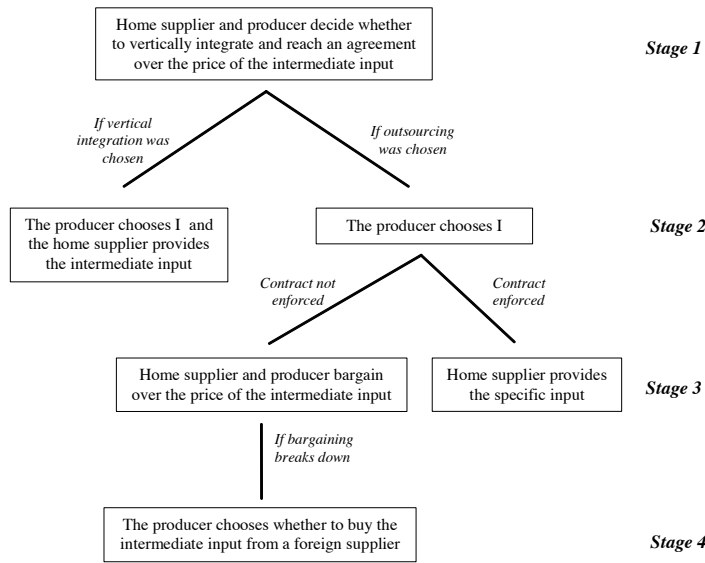 Home supplier and producer decide whether
to vertically integrate and reach an agreement
over the price of the intermediate input
Stage 1
If vertical
integration was
chosen
If outsourcing
was chosen
The producer chooses I and
the home supplier provides
the intermediate input
The producer chooses I
Stage 2
Contract not
enforced
Contract
enforced
Home supplier and producer bargain
over the price of the intermediate input
Home supplier provides
the specific input
Stage 3
If bargaining
breaks down
The producer chooses whether to buy the
intermediate input from a foreign supplier
Stage 4